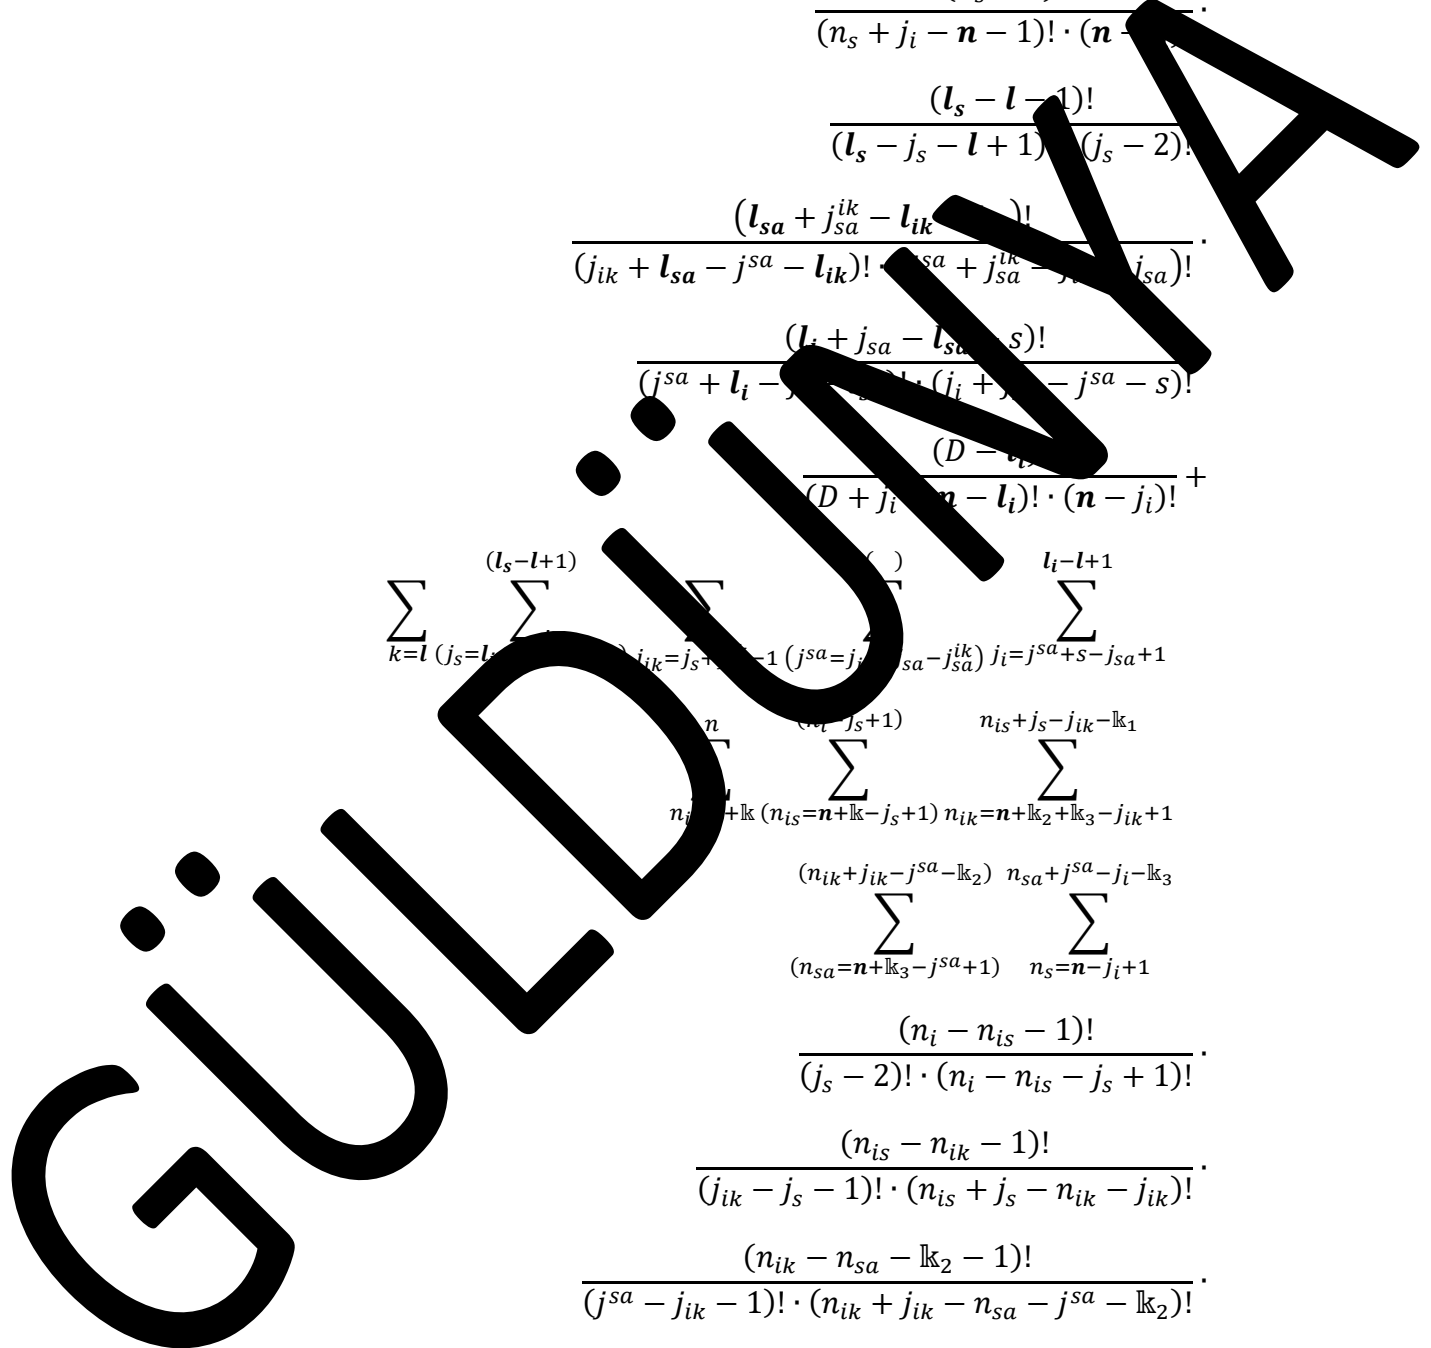 (n_s + j_i − n − 1)! · (n −
(l_s − l − 1)!
(l_s − j_s − l + 1) (j_s − 2)!
(l_sa + j_sa^ik − l_ik )! ·
(j_ik + l_sa − j^sa − l_ik)! · j^sa + j_sa^ik − j_sa)!
(l_i + j_sa − l_sa − s)!
(j^sa + l_i − )! · (j_i + − j^sa − s)!
(D − l_i)
(D + j_i n − l_i)! · (n − j_i)! +
(l_s−l+1) ( ) l_i−l+1
∑ ∑ ∑ ∑ ∑
k=l (j_s= ) j_ik=j_s+ −1 (j^sa=j_i sa−j_sa^ik) j_i=j^sa+s−j_sa+1
n (n_i−j_s+1) n_is+j_s−j_ik−𝕜_1
∑ ∑ ∑
n_i +𝕜 (n_is=n+𝕜−j_s+1) n_ik=n+𝕜_2+𝕜_3−j_ik+1
(n_ik+j_ik−j^sa−𝕜_2) n_sa+j^sa−j_i−𝕜_3
∑ ∑
(n_sa=n+𝕜_3−j^sa+1) n_s=n−j_i+1
(n_i − n_is − 1)!
(j_s − 2)! · (n_i − n_is − j_s + 1)! ·
(n_is − n_ik − 1)!
(j_ik − j_s − 1)! · (n_is + j_s − n_ik − j_ik)! ·
(n_ik − n_sa − 𝕜_2 − 1)!
(j^sa − j_ik − 1)! · (n_ik + j_ik − n_sa − j^sa − 𝕜_2)! ·
GÜLDÜNYA